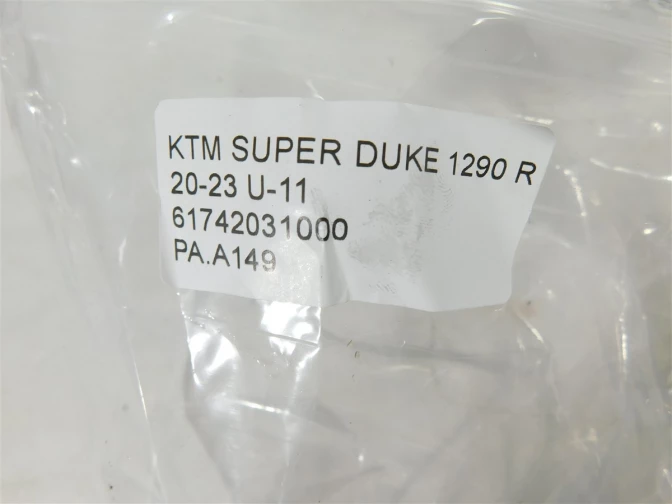 KTM SUPER DUKE 1290 R
20-23 U-11
61742031000
PA.A149